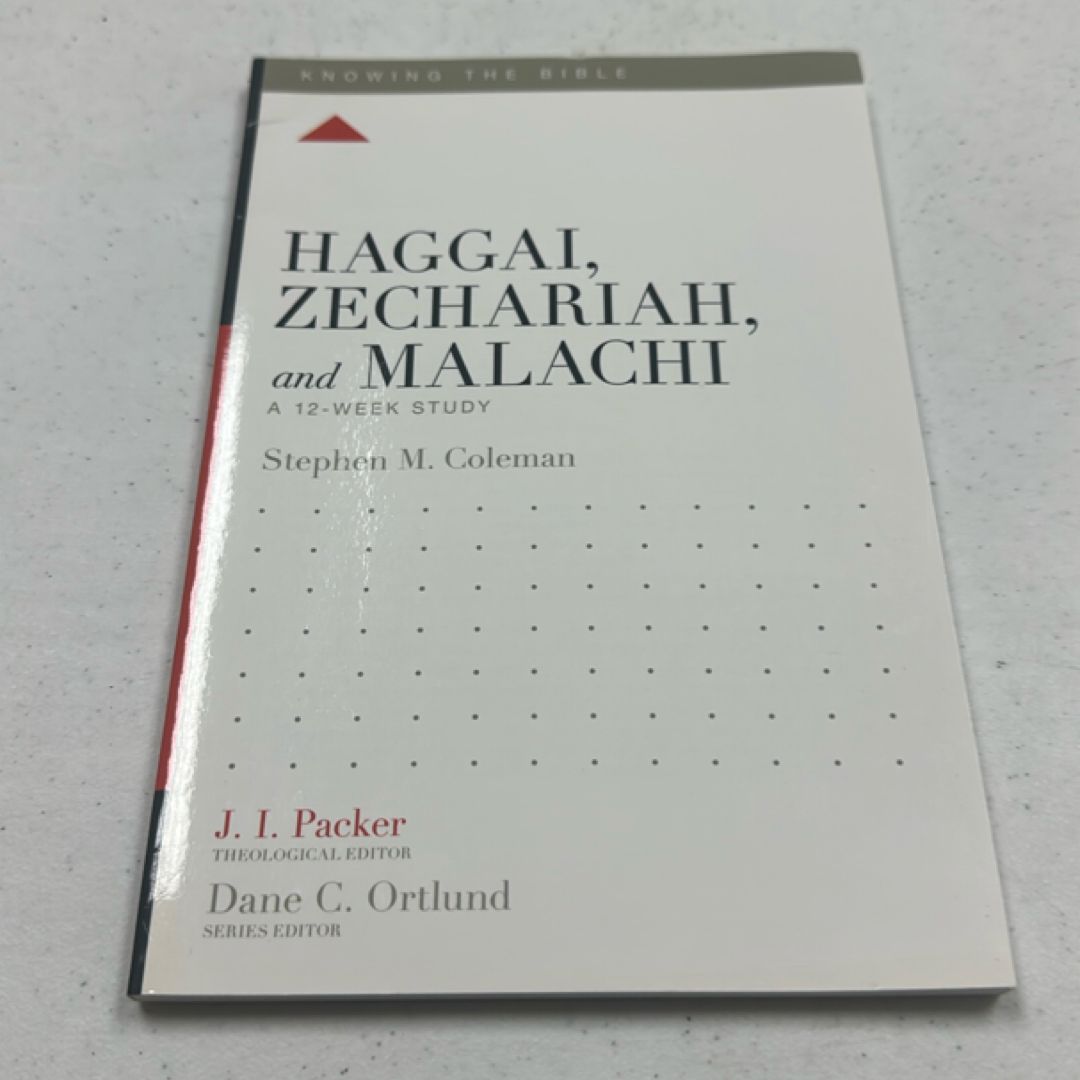 KNOWING THE BIBLE
HAGGAI,
ZECHARIAH,
and MALACHI
A 12-WEEK STUDY
Stephen M. Coleman
J. I. Packer
THEOLOGICAL EDITOR
Dane C. Ortlund
SERIES EDITOR